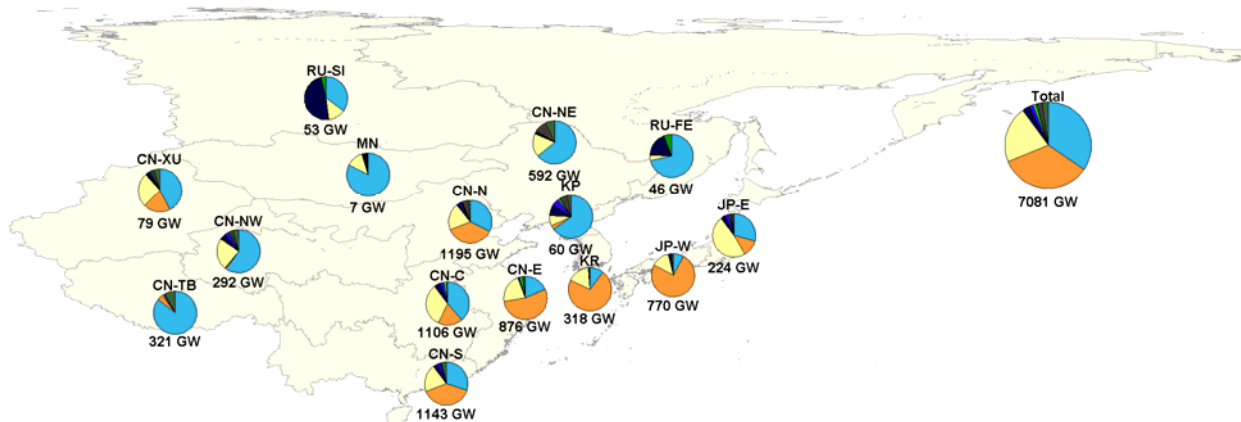 RU-SI
53 GW
CN-NE
592 GW
RU-FE
46 GW
Total
7081 GW
MN
7 GW
CN-XU
79 GW
CN-N
1195 GW
KP
60 GW
JP-E
224 GW
CN-NW
292 GW
CN-TB
321 GW
CN-C
1106 GW
CN-E
876 GW
KR
318 GW
JP-W
770 GW
CN-S
1143 GW